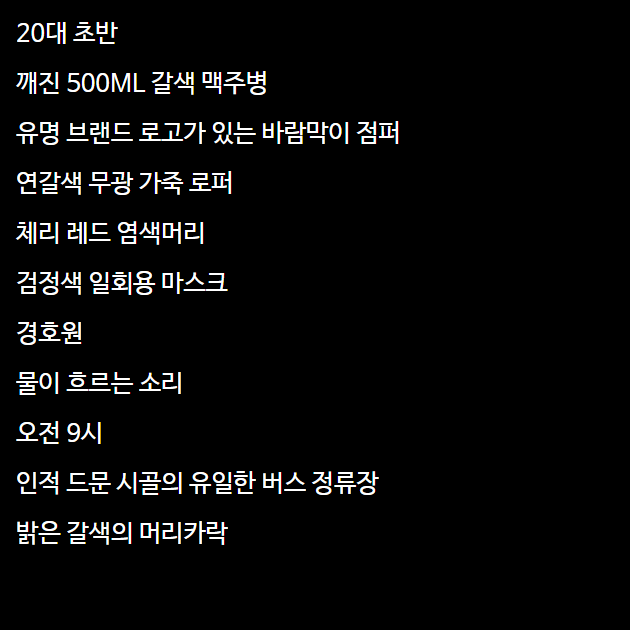 20대 초반
깨진 500ML 갈색 맥주병
유명 브랜드 로고가 있는 바람막이 점퍼
연갈색 무광 가죽 로퍼
체리 레드 염색머리
검정색 일회용 마스크
경호원
물이 흐르는 소리
오전 9시
인적 드문 시골의 유일한 버스 정류장
밝은 갈색의 머리카락